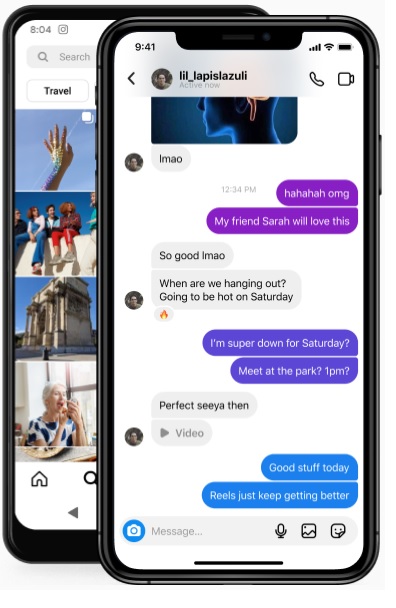 8:04
Search
Travel
9:41
lil_lapislazuli
Active now
lmao
12:34 PM
hahahah omg
My friend Sarah will love this
So good lmao
When are we hanging out?
Going to be hot on Saturday
I'm super down for Saturday?
Meet at the park? 1pm?
Perfect seeya then
Video
Good stuff today
Reels just keep getting better
Message...